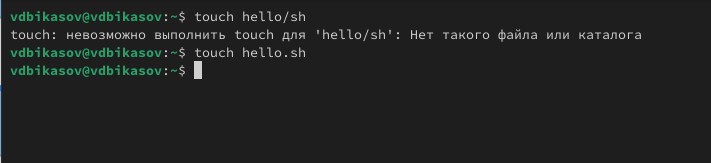 vdbikasov@vdbikasov:~$ touch hello/sh
touch: невозможно выполнить touch для 'hello/sh': Нет такого файла или каталога
vdbikasov@vdbikasov:~$ touch hello.sh
vdbikasov@vdbikasov:~$